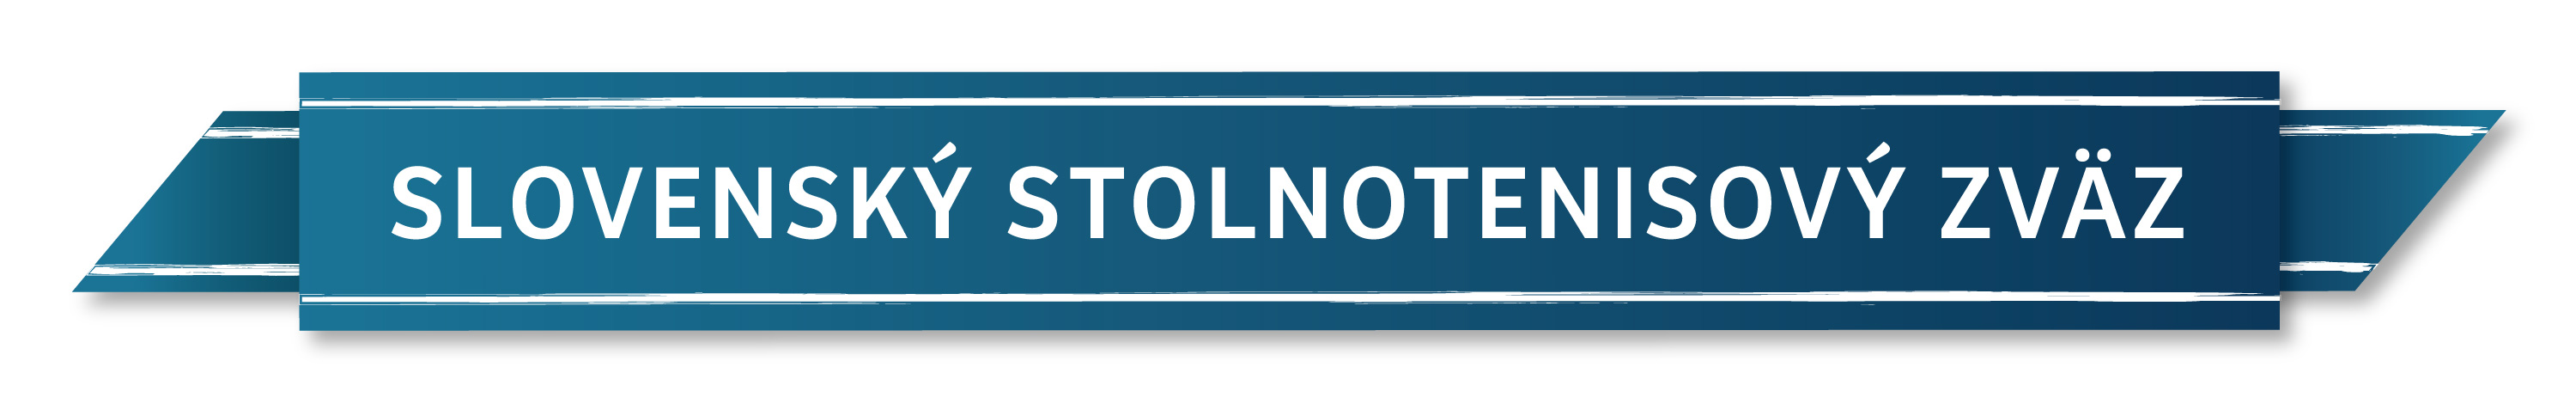 SLOVENSKÝ STOLNOTENISOVÝ ZVÄZ